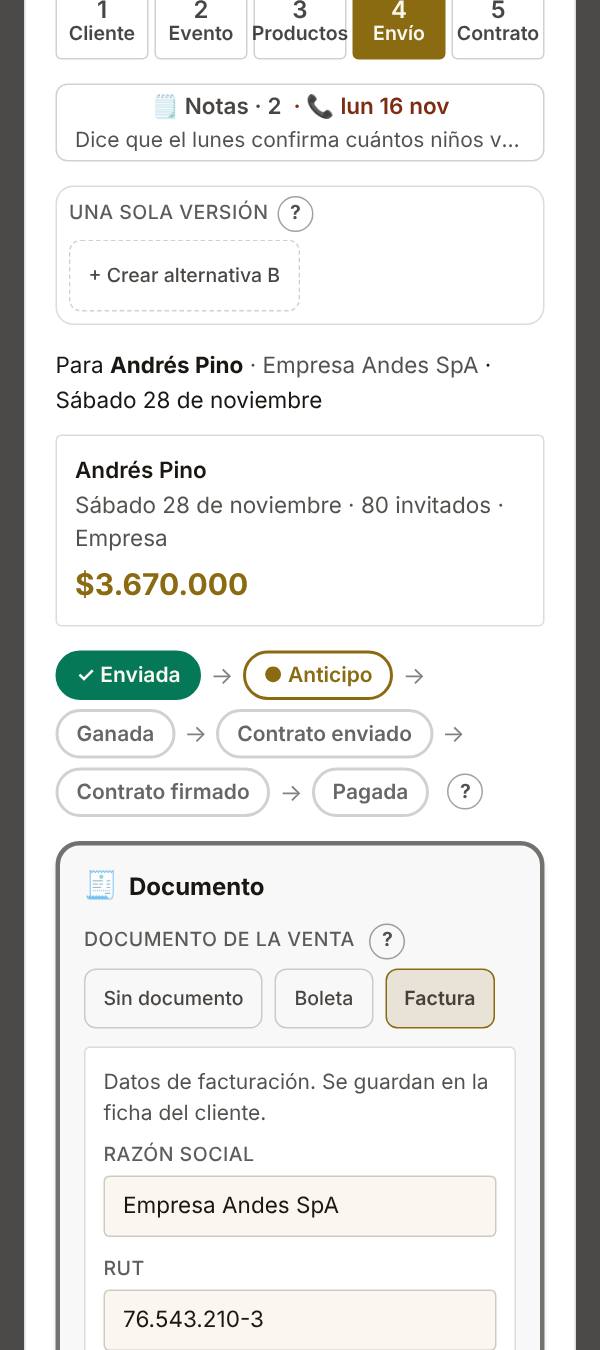 1 2 3 4 5
Cliente Evento Productos Envío Contrato
Notas · 2 · lun 16 nov
Dice que el lunes confirma cuántos niños v...
UNA SOLA VERSIÓN ?
+ Crear alternativa B
Para Andrés Pino · Empresa Andes SpA ·
Sábado 28 de noviembre
Andrés Pino
Sábado 28 de noviembre · 80 invitados ·
Empresa
$3.670.000
✓ Enviada → ● Anticipo →
Ganada → Contrato enviado →
Contrato firmado → Pagada ?
Documento
DOCUMENTO DE LA VENTA ?
Sin documento Boleta Factura
Datos de facturación. Se guardan en la
ficha del cliente.
RAZÓN SOCIAL
Empresa Andes SpA
RUT
76.543.210-3